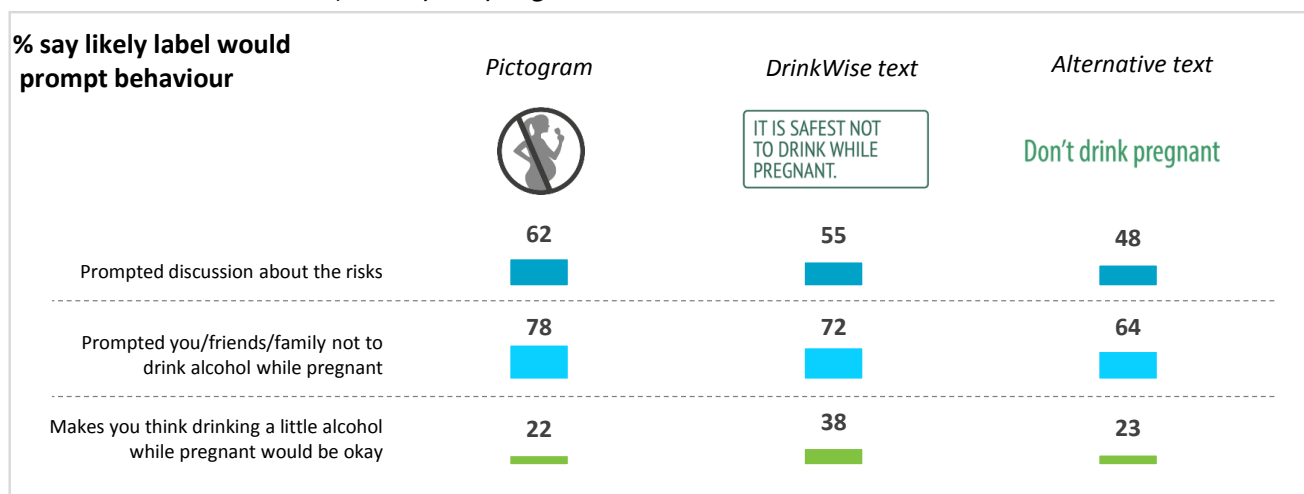 % say likely label would
prompt behaviour
Pictogram
DrinkWise text
Alternative text
IT IS SAFEST NOT
TO DRINK WHILE
PREGNANT.
Don't drink pregnant
62
55
48
Prompted discussion about the risks
78
72
64
Prompted you/friends/family not to
drink alcohol while pregnant
22
38
23
Makes you think drinking a little alcohol
while pregnant would be okay